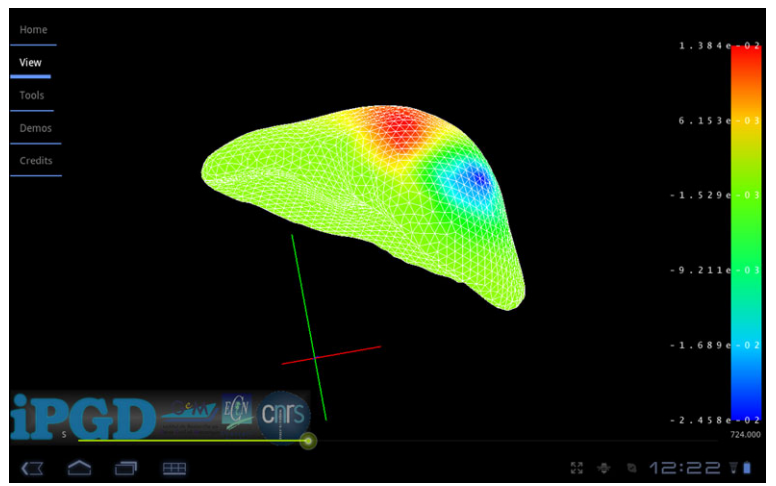 Home
View
Tools
Demos
Credits
1.384e-02
6.153e-03
-1.529e-03
-9.211e-03
-1.689e-02
-2.458e-02
iPGD
ECN
cnrs
S
724.000
12:22